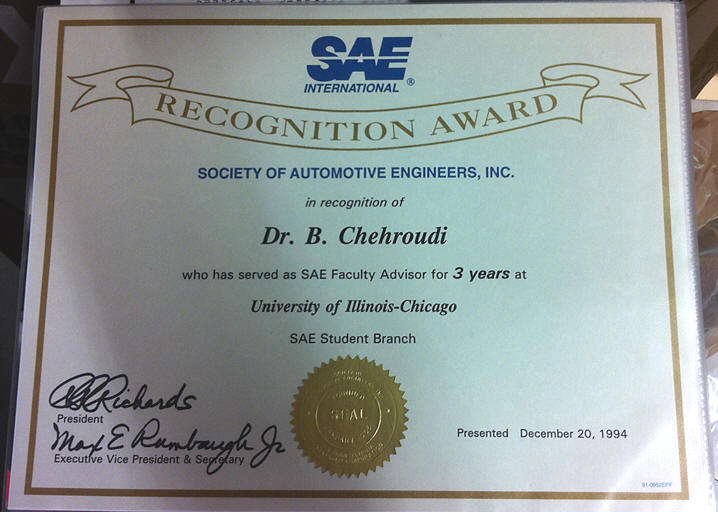 SAE
INTERNATIONAL®
RECOGNITION AWARD
SOCIETY OF AUTOMOTIVE ENGINEERS, INC.
in recognition of
Dr. B. Chehroudi
who has served as SAE Faculty Advisor for 3 years at
University of Illinois-Chicago
SAE Student Branch
Richards
President
Max E Rumbaugh Jr
Executive Vice President & Secretary
SEAL
Presented December 20, 1994